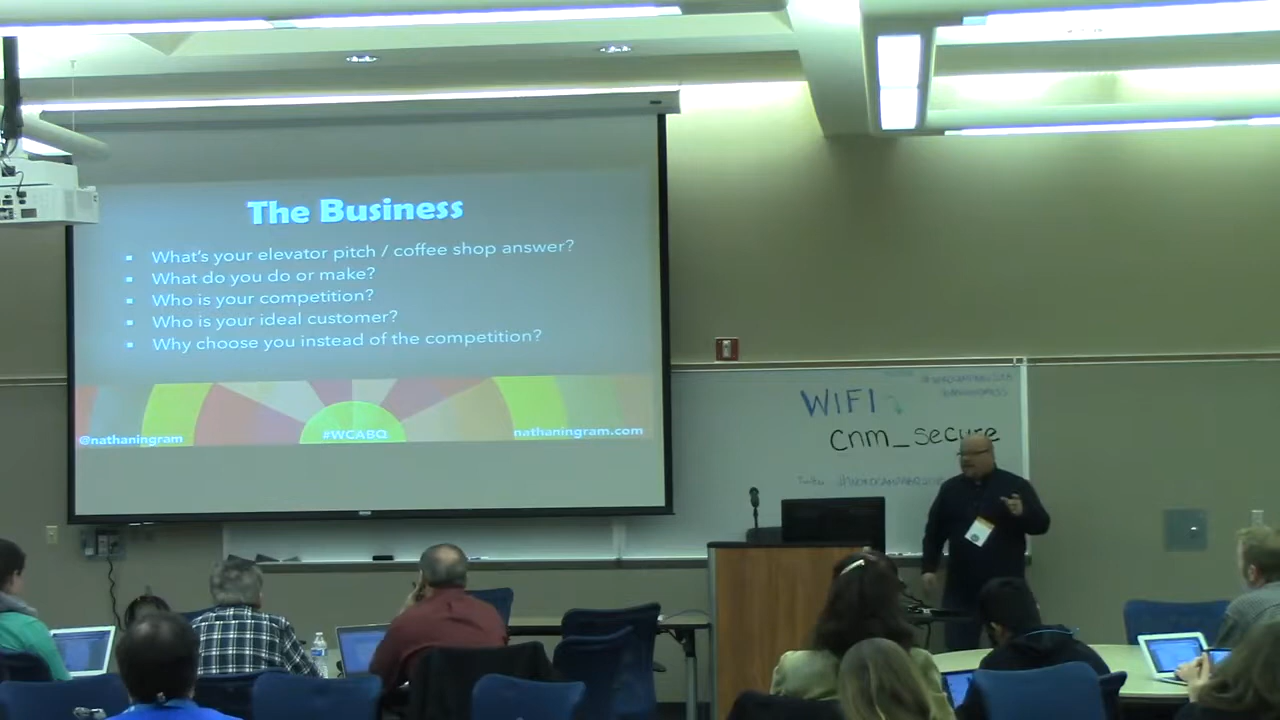 The Business
What's your elevator pitch / coffee shop answer?
What do you do or make?
Who is your competition?
Who is your ideal customer?
Why choose you instead of the competition?
@nathaningram
#WCABQ
nathaningram.com
WIFI
cnm_secure
Twitter